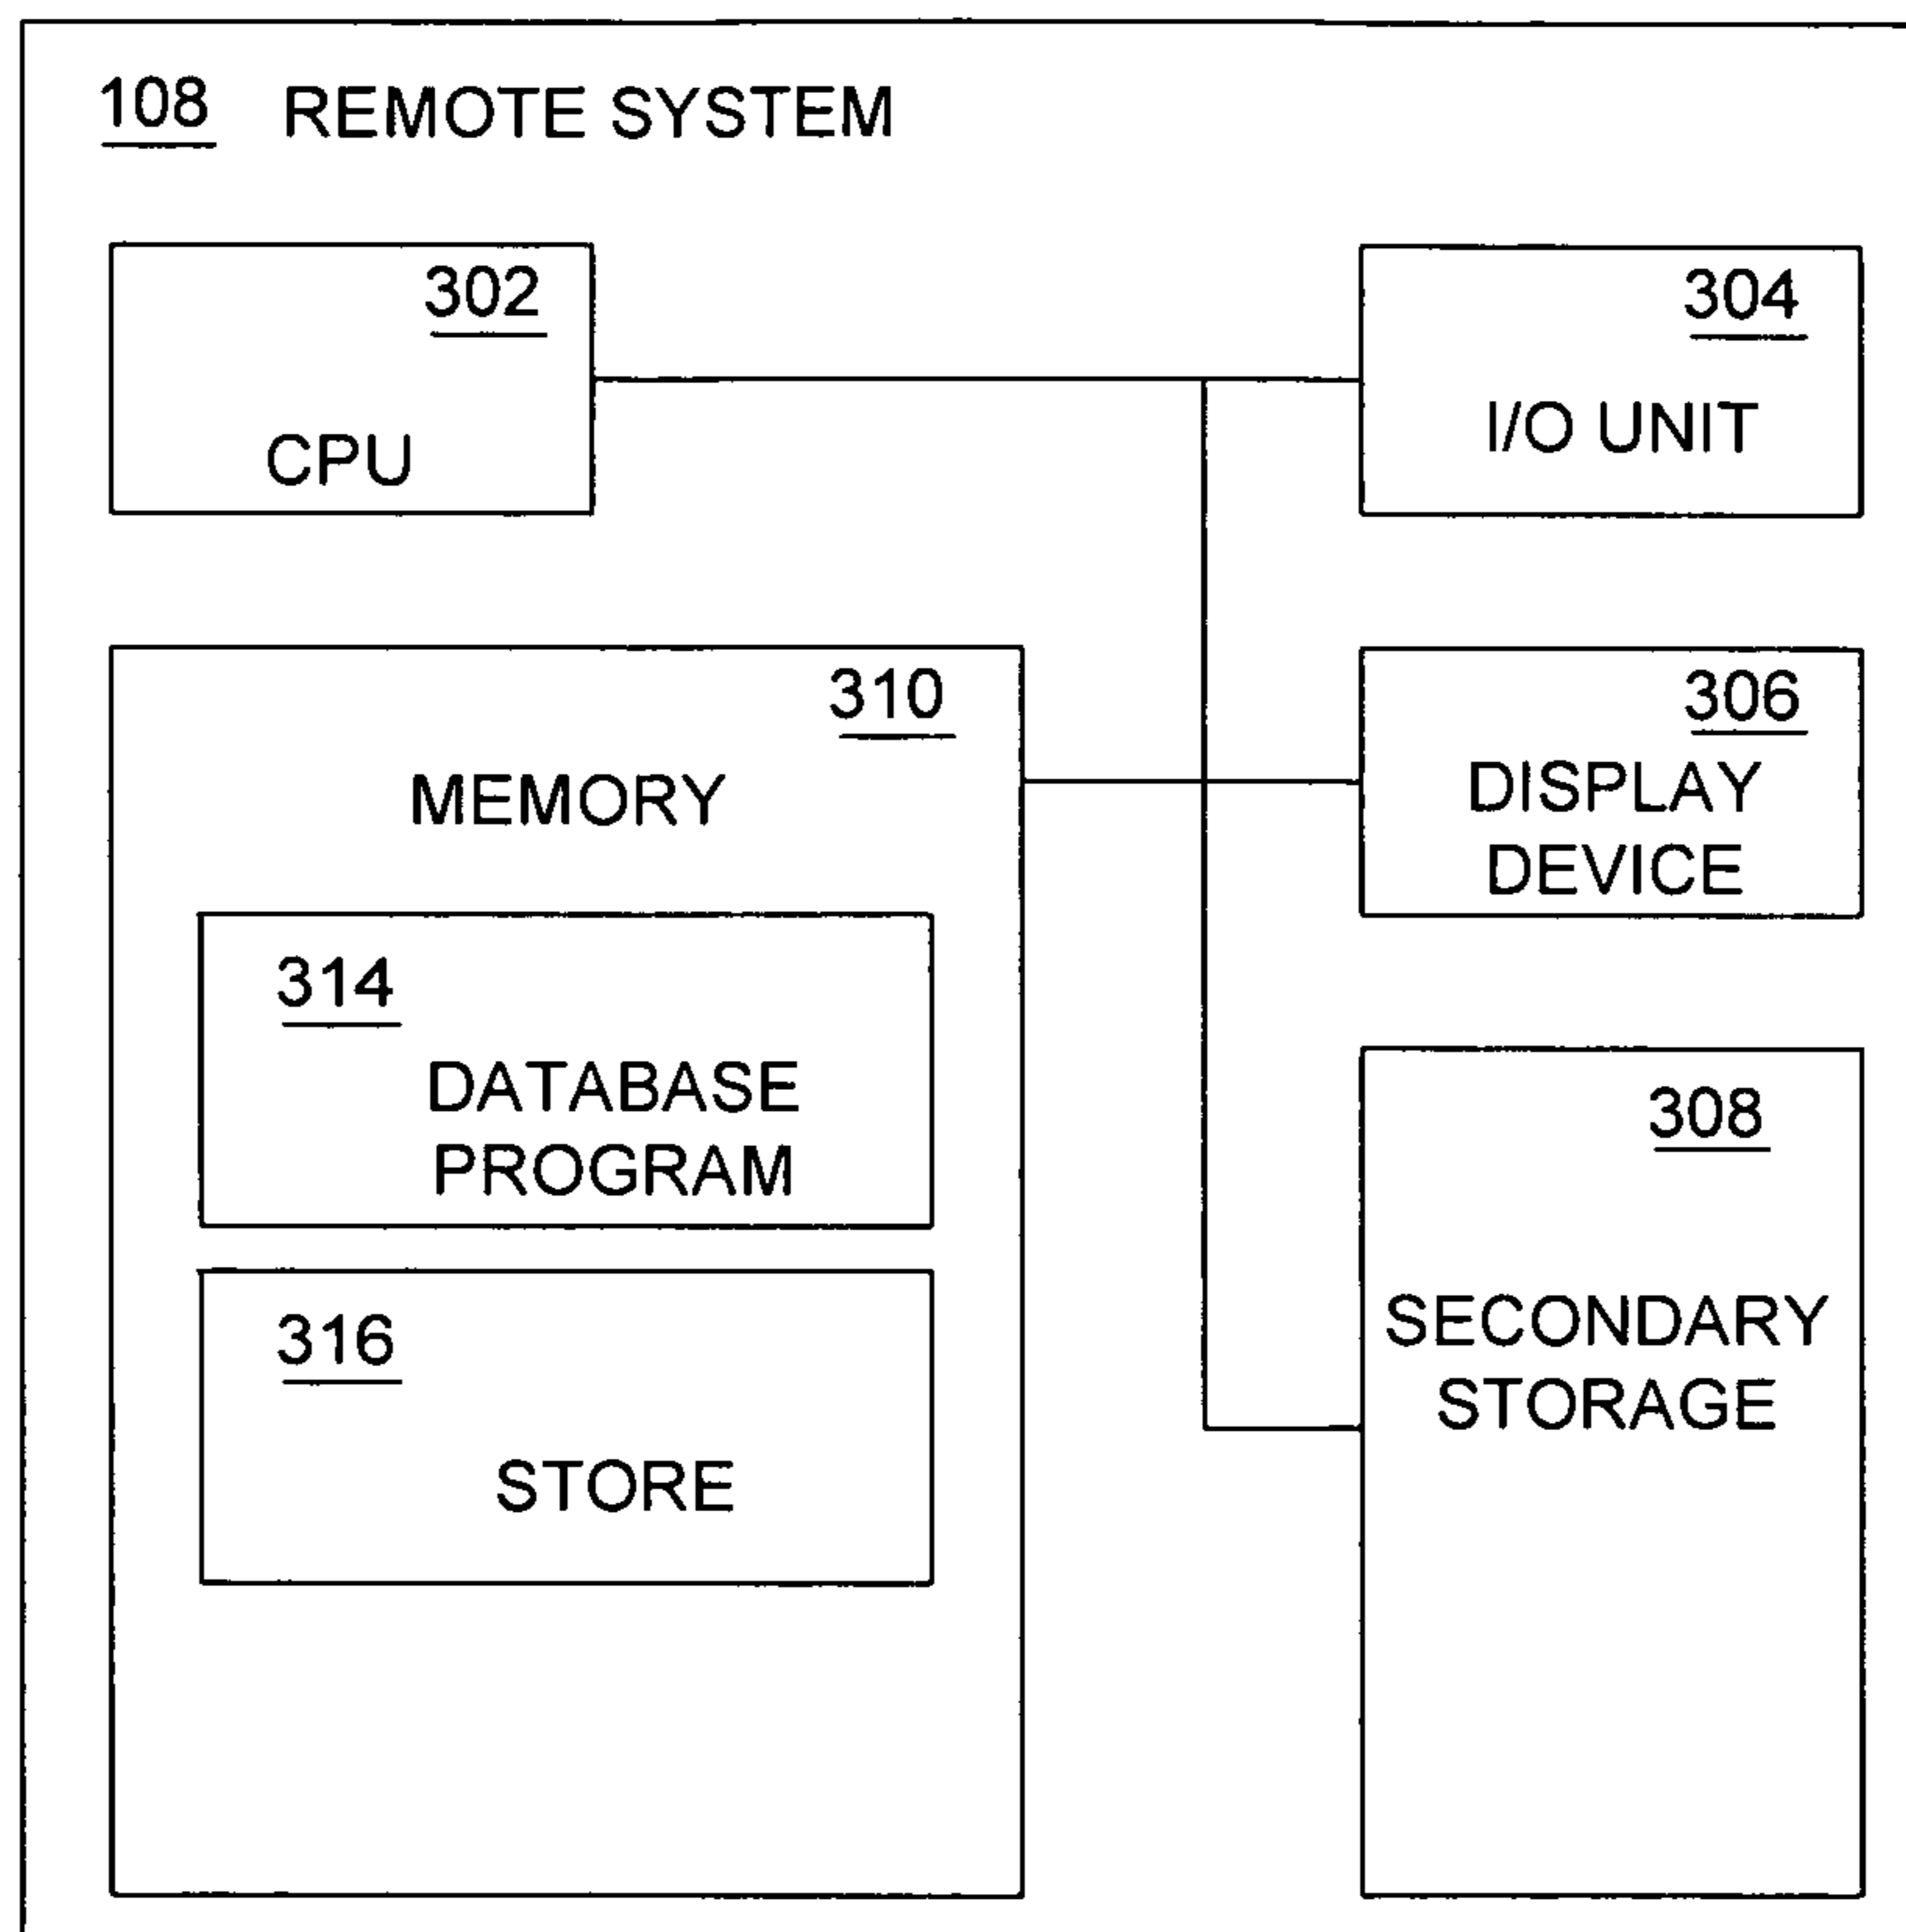 108 REMOTE SYSTEM
302
CPU
304
I/O UNIT
310
MEMORY
306
DISPLAY
DEVICE
314
DATABASE
PROGRAM
308
SECONDARY
STORAGE
316
STORE